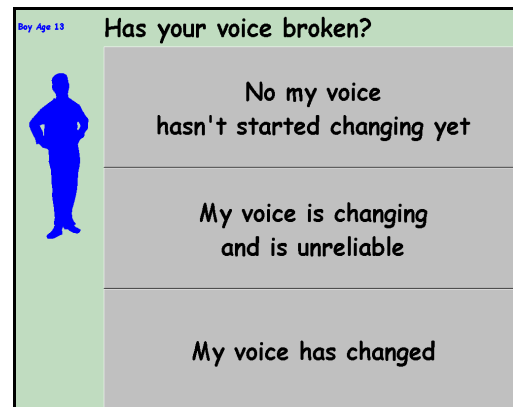 Boy Age 13
Has your voice broken?
No my voice
hasn't started changing yet
My voice is changing
and is unreliable
My voice has changed